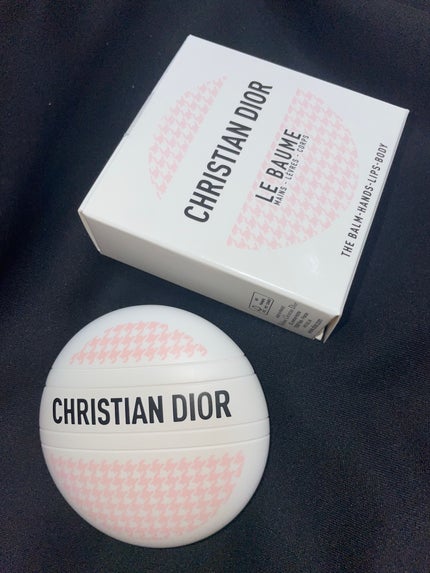 CHRISTIAN DIOR
LE BAUME
MAINS - LÈVRES - CORPS
THE BALM-HANDS-LIPS-BODY
CHRISTIAN DIOR